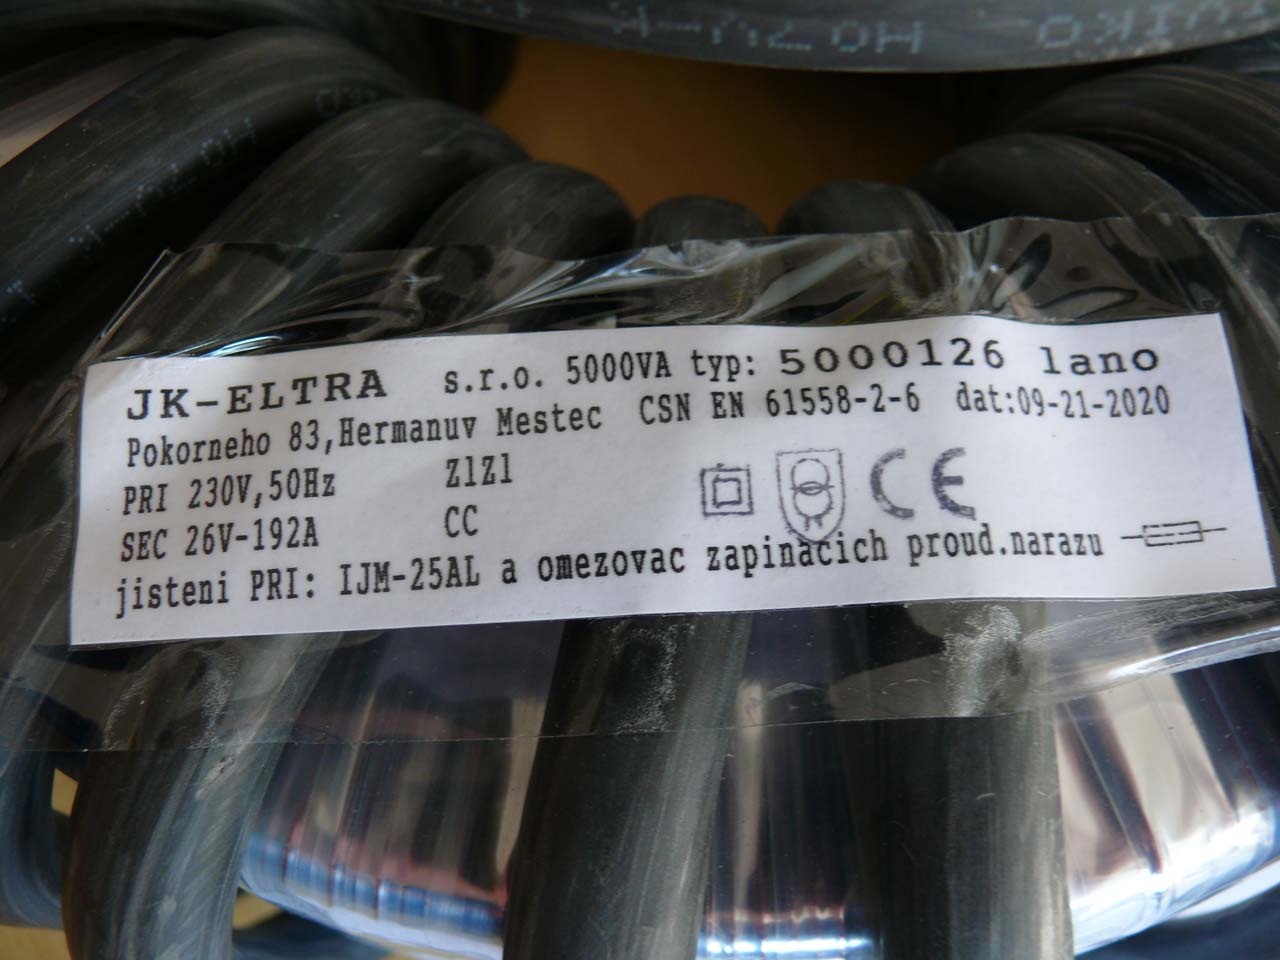 JK-ELTRA s.r.o. 5000VA typ: 5000126 lano
Pokorneho 83,Hermanuv Mestec CSN EN 61558-2-6 dat:09-21-2020
PRI 230V,50Hz Z1Z1
SEC 26V-192A CC
CE
jisteni PRI: IJM-25AL a omezovac zapinacich proud.narazu